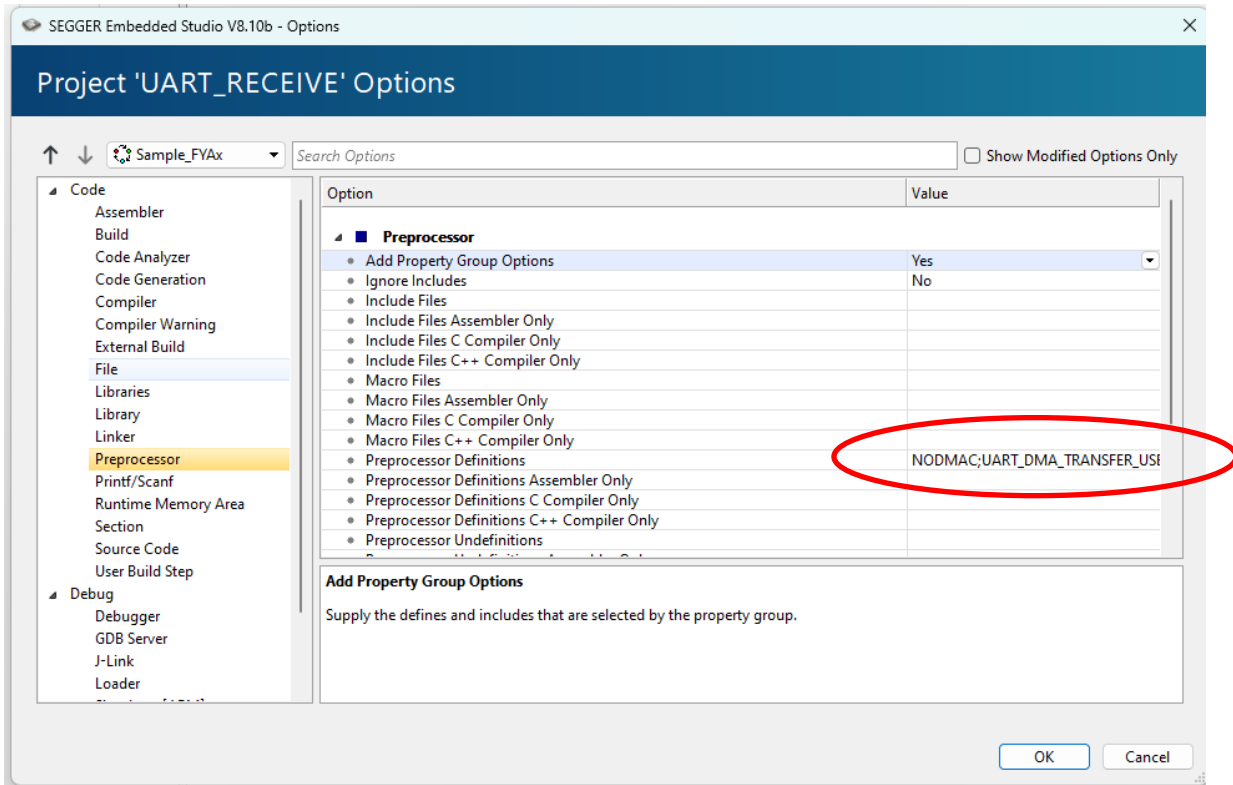 SEGGER Embedded Studio V8.10b - Options
Project 'UART_RECEIVE' Options
Sample_FYAx
Search Options
Show Modified Options Only
Code
Assembler
Build
Code Analyzer
Code Generation
Compiler
Compiler Warning
External Build
File
Libraries
Library
Linker
Preprocessor
Printf/Scanf
Runtime Memory Area
Section
Source Code
User Build Step
Debug
Debugger
GDB Server
J-Link
Loader
Option Value
Preprocessor
Add Property Group Options Yes
Ignore Includes No
Include Files
Include Files Assembler Only
Include Files C Compiler Only
Include Files C++ Compiler Only
Macro Files
Macro Files Assembler Only
Macro Files C Compiler Only
Macro Files C++ Compiler Only
Preprocessor Definitions NODMAC;UART_DMA_TRANSFER_USE
Preprocessor Definitions Assembler Only
Preprocessor Definitions C Compiler Only
Preprocessor Definitions C++ Compiler Only
Preprocessor Undefinitions
Add Property Group Options
Supply the defines and includes that are selected by the property group.
OK Cancel